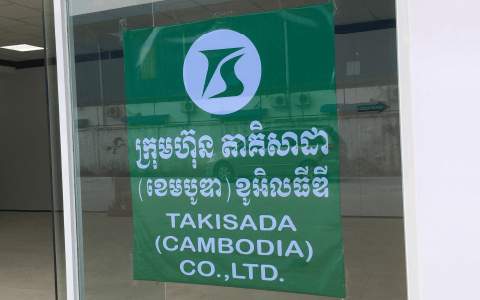 ក្រុមហ៊ុន តាគិសាដា
(ខេមបូឌា) ខូអិលធីឌី
TAKISADA
(CAMBODIA)
CO.,LTD.